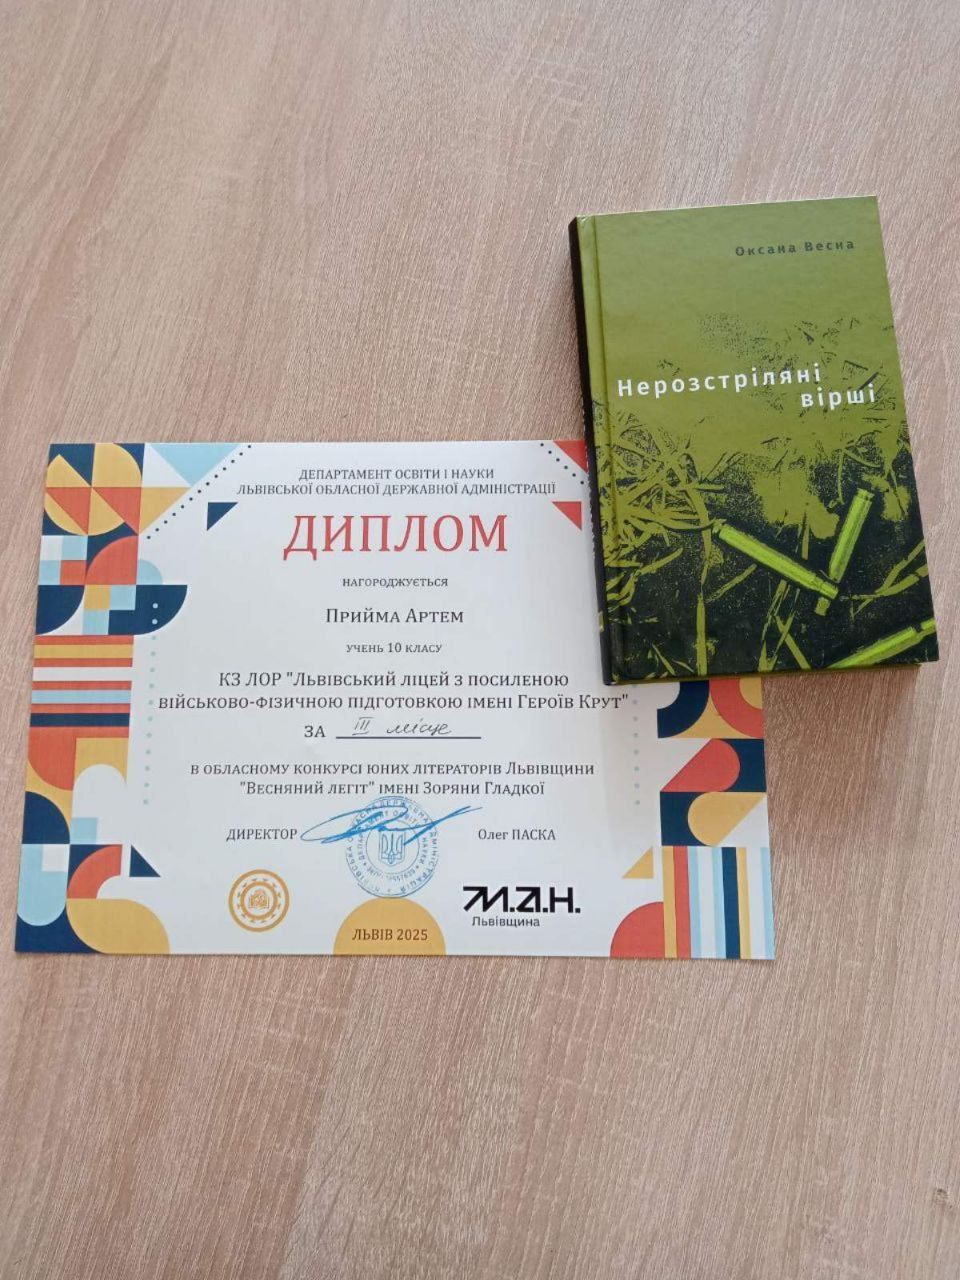 Оксана Весна
Нерозстріляні
вірші
ДЕПАРТАМЕНТ ОСВІТИ І НАУКИ
ЛЬВІВСЬКОЇ ОБЛАСНОЇ ДЕРЖАВНОЇ АДМІНІСТРАЦІЇ
ДИПЛОМ
НАГОРОДЖУЄТЬСЯ
Прийма Артем
УЧЕНЬ 10 КЛАСУ
КЗ ЛОР "Львівський ліцей з посиленою
військово-фізичною підготовкою імені Героїв Крут"
ЗА III місце
В ОБЛАСНОМУ КОНКУРСІ ЮНИХ ЛІТЕРАТОРІВ ЛЬВІВЩИНИ
"ВЕСНЯНИЙ ЛЕГІТ" ІМЕНІ ЗОРЯНИ ГЛАДКОЇ
ДИРЕКТОР Олег ПАСКА
М.А.Н.
Львівщина
ЛЬВІВ 2025